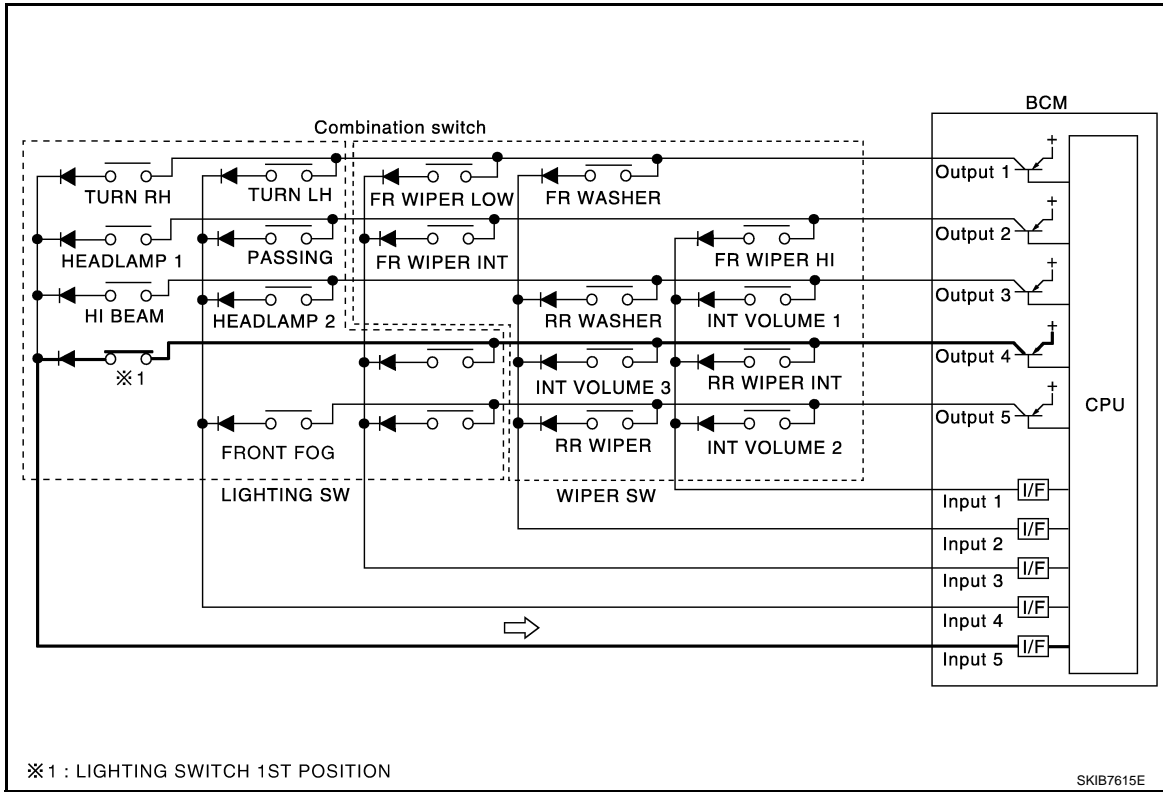 BCM
Combination switch
TURN RH
TURN LH
FR WIPER LOW
FR WASHER
Output 1
HEADLAMP 1
PASSING
FR WIPER INT
FR WIPER HI
Output 2
HI BEAM
HEADLAMP 2
RR WASHER
INT VOLUME 1
Output 3
※1
INT VOLUME 3
RR WIPER INT
Output 4
CPU
FRONT FOG
RR WIPER
INT VOLUME 2
Output 5
LIGHTING SW
WIPER SW
Input 1
I/F
Input 2
I/F
Input 3
I/F
Input 4
I/F
Input 5
I/F
+
+
+
+
+
※1 : LIGHTING SWITCH 1ST POSITION
SKIB7615E